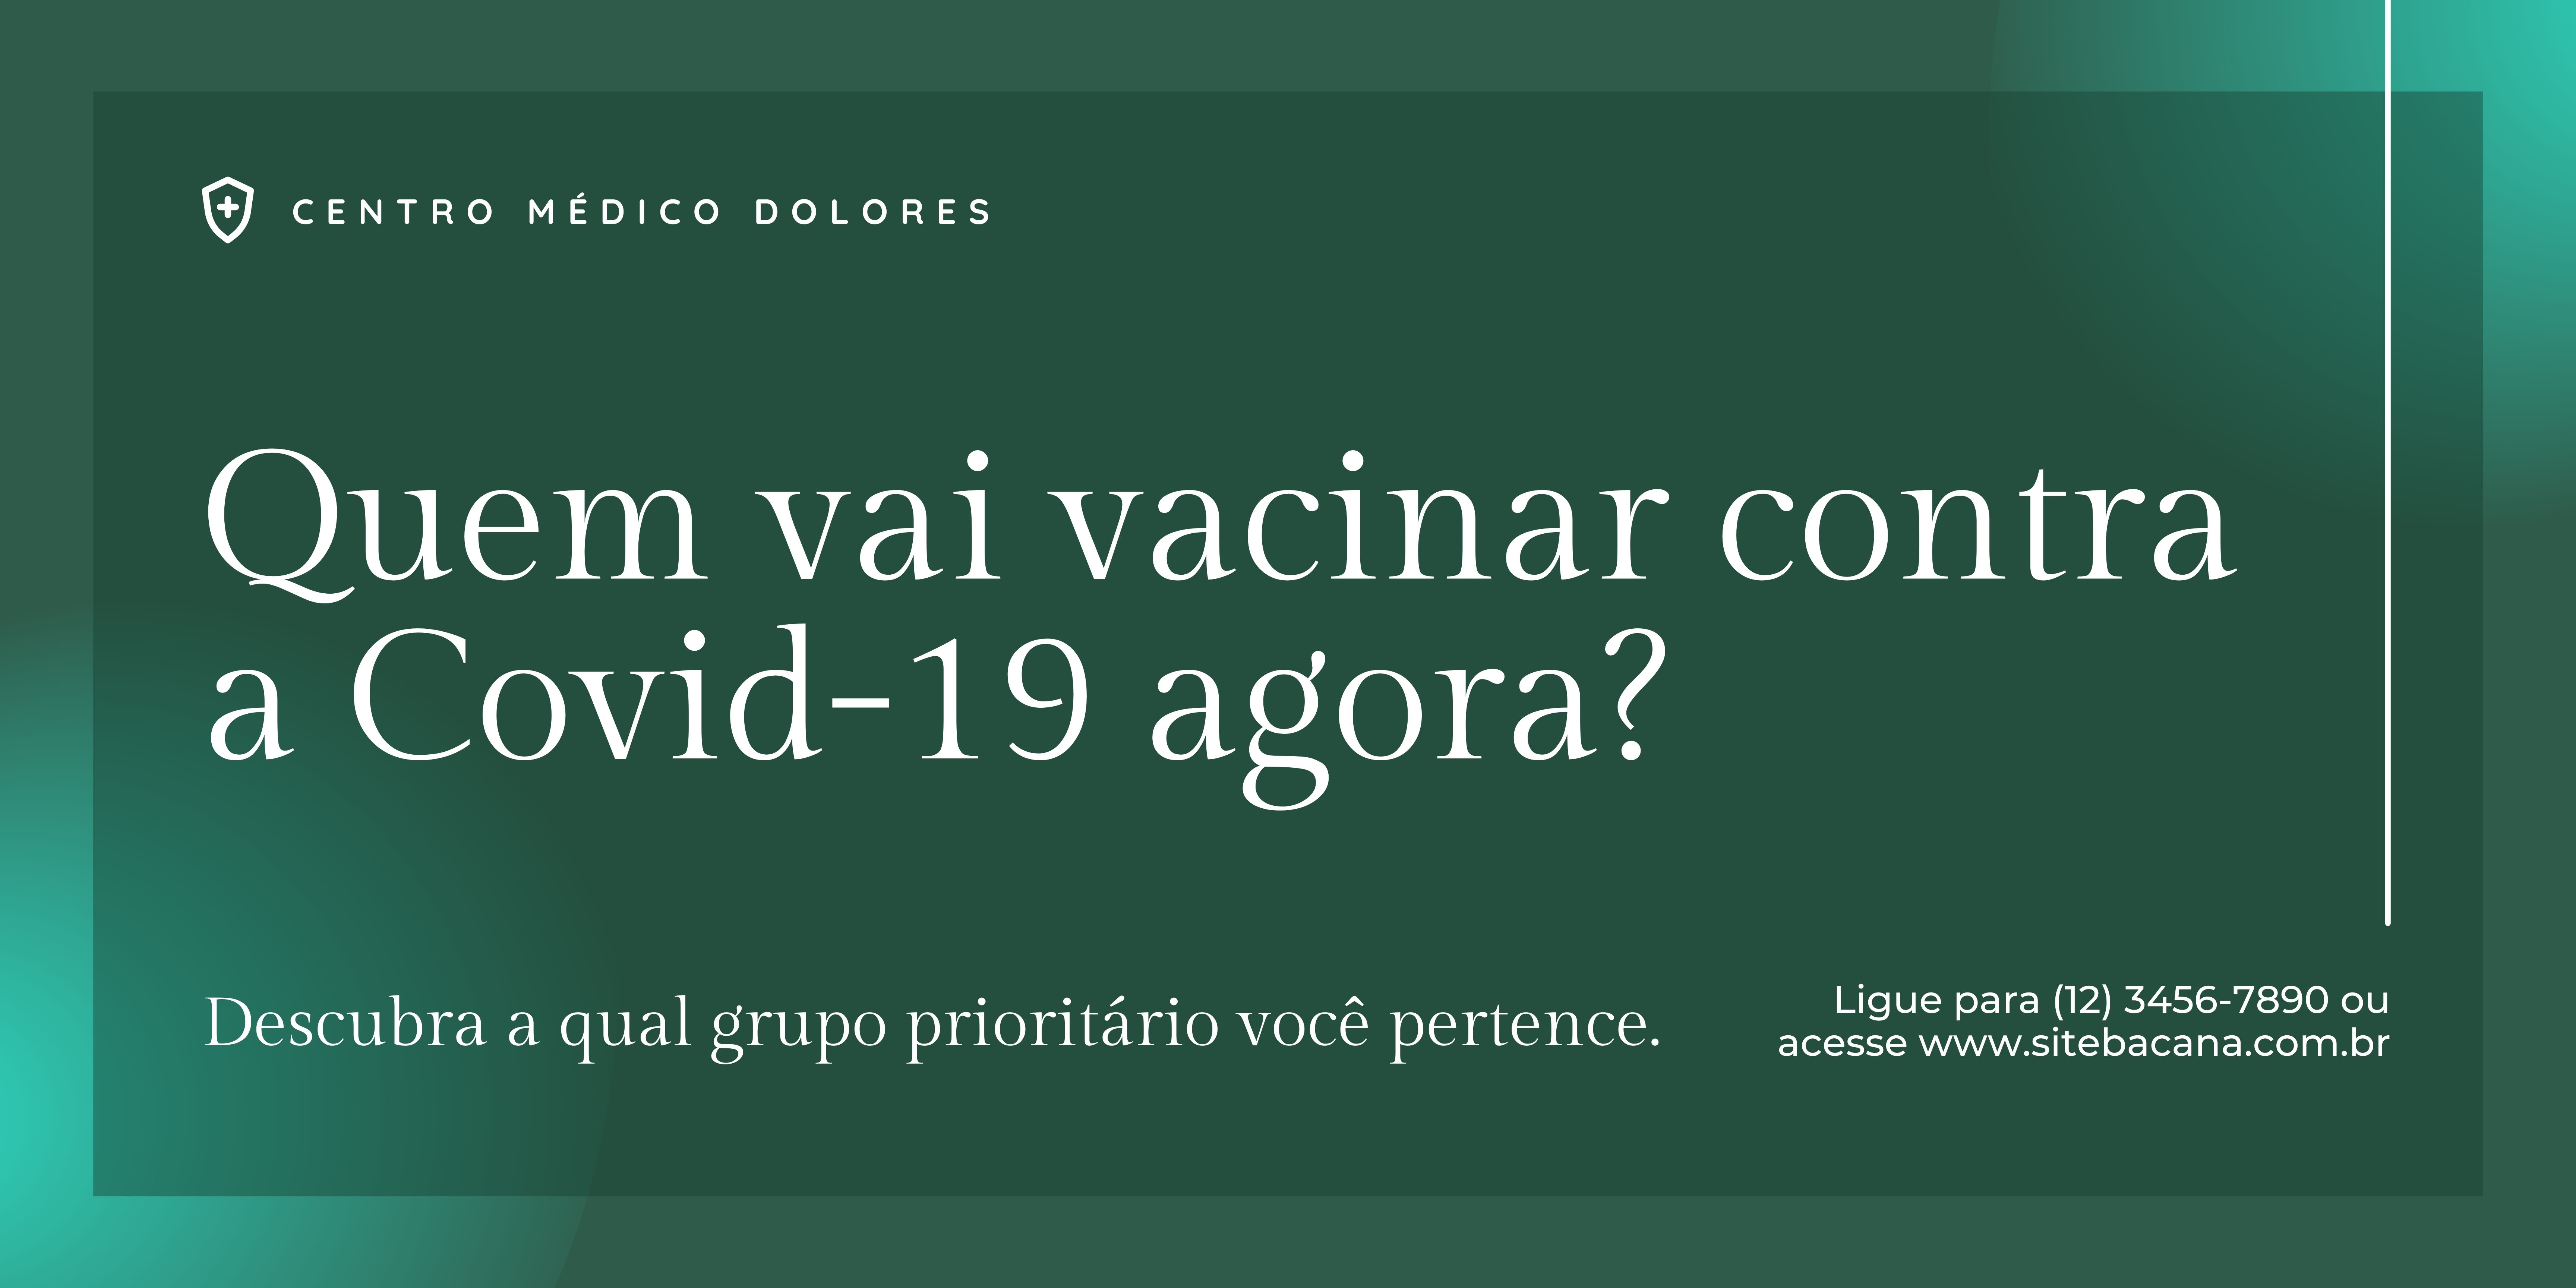 CENTRO MÉDICO DOLORES
Quem vai vacinar contra
a Covid-19 agora?
Descubra a qual grupo prioritário você pertence.
Ligue para (12) 3456-7890 ou
acesse www.sitebacana.com.br